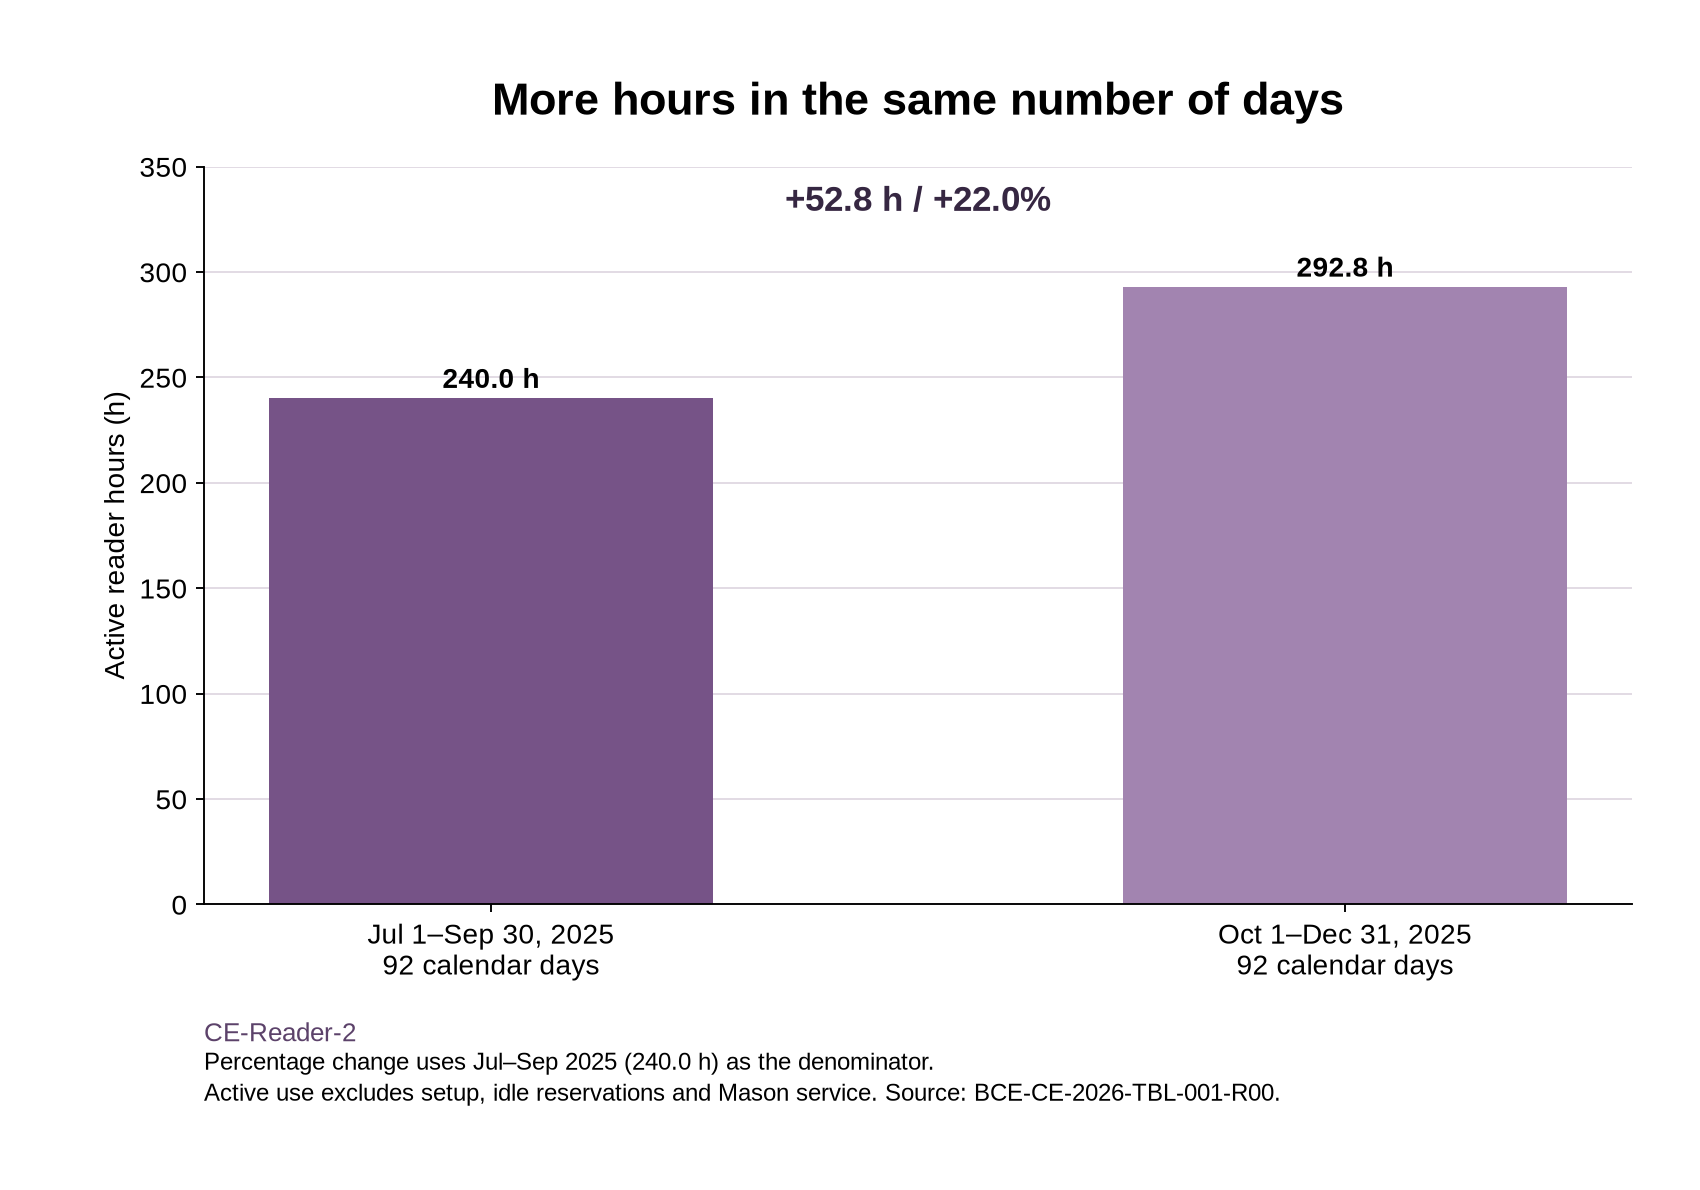 More hours in the same number of days
+52.8 h / +22.0%
Active reader hours (h)
350
300
250
200
150
100
50
0
240.0 h
292.8 h
Jul 1–Sep 30, 2025
92 calendar days
Oct 1–Dec 31, 2025
92 calendar days
CE-Reader-2
Percentage change uses Jul–Sep 2025 (240.0 h) as the denominator.
Active use excludes setup, idle reservations and Mason service. Source: BCE-CE-2026-TBL-001-R00.